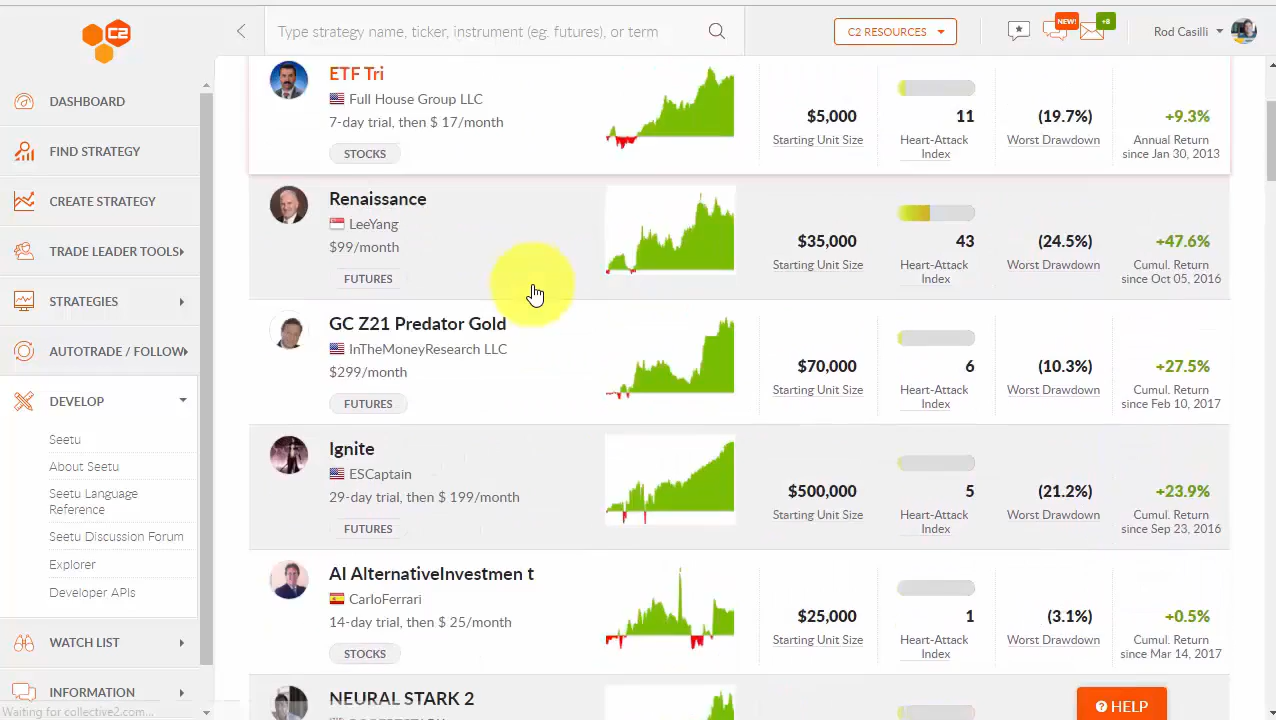 C2
Type strategy name, ticker, instrument (eg. futures), or term
C2 RESOURCES
NEW!
+8
Rod Casilli
DASHBOARD
FIND STRATEGY
CREATE STRATEGY
TRADE LEADER TOOLS
STRATEGIES
AUTOTRADE / FOLLOW
DEVELOP
Seetu
About Seetu
Seetu Language
Reference
Seetu Discussion Forum
Explorer
Developer APIs
WATCH LIST
INFORMATION
Waiting for collective2.com...
ETF Tri
Full House Group LLC
7-day trial, then $ 17/month
STOCKS
$5,000
Starting Unit Size
11
Heart-Attack
Index
(19.7%)
Worst Drawdown
+9.3%
Annual Return
since Jan 30, 2013
Renaissance
LeeYang
$99/month
FUTURES
$35,000
Starting Unit Size
43
Heart-Attack
Index
(24.5%)
Worst Drawdown
+47.6%
Cumul. Return
since Oct 05, 2016
GC Z21 Predator Gold
InTheMoneyResearch LLC
$299/month
FUTURES
$70,000
Starting Unit Size
6
Heart-Attack
Index
(10.3%)
Worst Drawdown
+27.5%
Cumul. Return
since Feb 10, 2017
Ignite
ESCaptain
29-day trial, then $ 199/month
FUTURES
$500,000
Starting Unit Size
5
Heart-Attack
Index
(21.2%)
Worst Drawdown
+23.9%
Cumul. Return
since Sep 23, 2016
AI AlternativeInvestmen t
CarloFerrari
14-day trial, then $ 25/month
STOCKS
$25,000
Starting Unit Size
1
Heart-Attack
Index
(3.1%)
Worst Drawdown
+0.5%
Cumul. Return
since Mar 14, 2017
NEURAL STARK 2
HELP